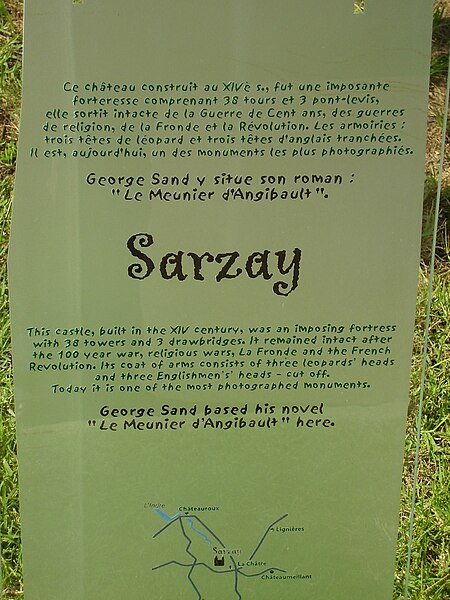 Ce château construit au XIVè s., fut une imposante
forteresse comprenant 38 tours et 3 pont-levis,
elle sortit intacte de la Guerre de Cent ans, des guerres
de religion, de la Fronde et la Révolution. Les armoiries :
trois têtes de léopard et trois têtes d'anglais tranchées.
Il est, aujourd'hui, un des monuments les plus photographiés.
George Sand y situe son roman :
"Le Meunier d'Angibault".
Sarzay
This castle, built in the XIV century, was an imposing fortress
with 38 towers and 3 drawbridges. It remained intact after
the 100 year war, religious wars, La Fronde and the French
Revolution. Its coat of arms consists of three leopards' heads
and three Englishmen's' heads - cut off.
Today it is one of the most photographed monuments.
George Sand based his novel
"Le Meunier d'Angibault" here.
L'Indre
Châteauroux
Lignières
Sarzay
La Châtre
Châteaumeillant